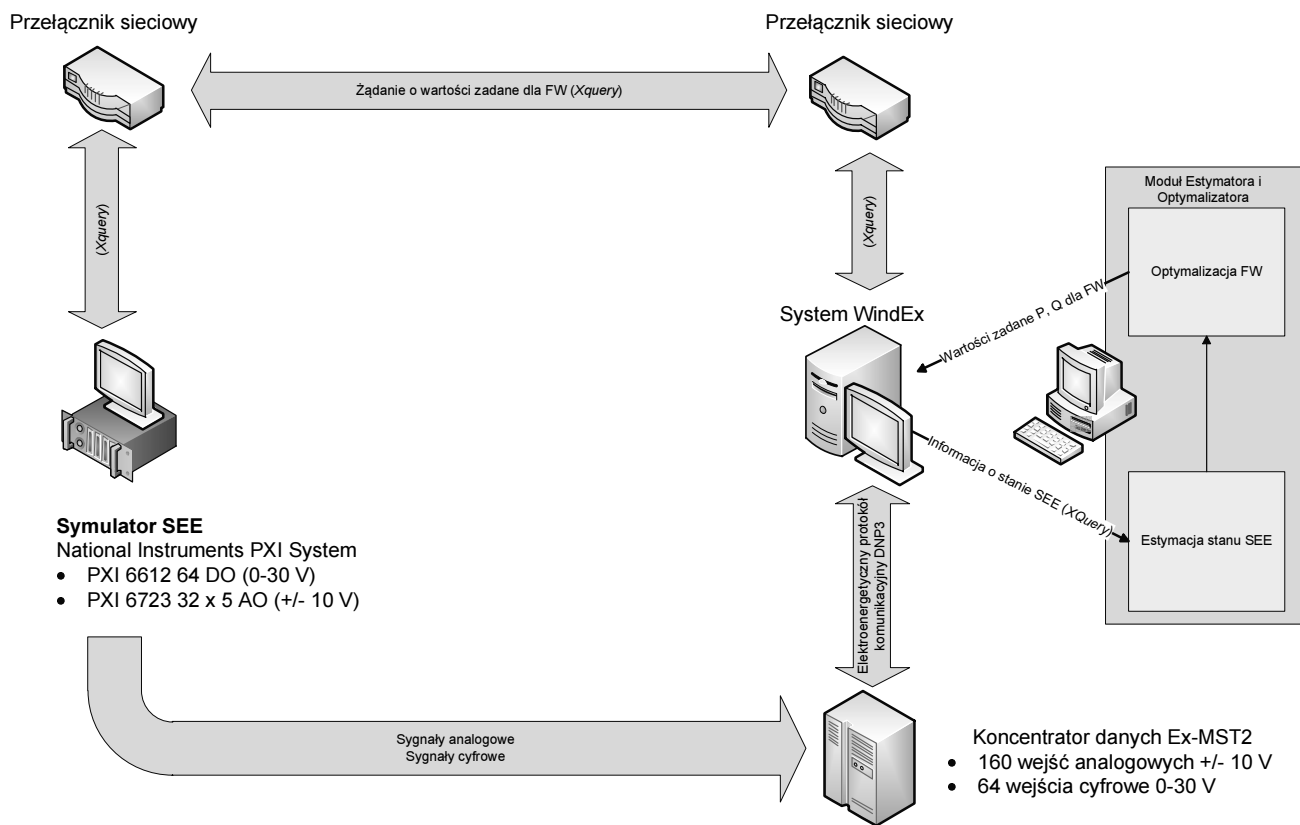 Przełącznik sieciowy
Przełącznik sieciowy
Żądanie o wartości zadane dla FW (Xquery)
(Xquery)
(Xquery)
Moduł Estymatora i
Optymalizatora
Optymalizacja FW
Wartości zadane P, Q dla FW
System WindEx
Informacja o stanie SEE (XQuery)
Estymacja stanu SEE
Symulator SEE
National Instruments PXI System
• PXI 6612 64 DO (0-30 V)
• PXI 6723 32 x 5 AO (+/- 10 V)
Elektroenergetyczny protokół
komunikacyjny DNP3
Sygnały analogowe
Sygnały cyfrowe
Koncentrator danych Ex-MST2
• 160 wejść analogowych +/- 10 V
• 64 wejścia cyfrowe 0-30 V